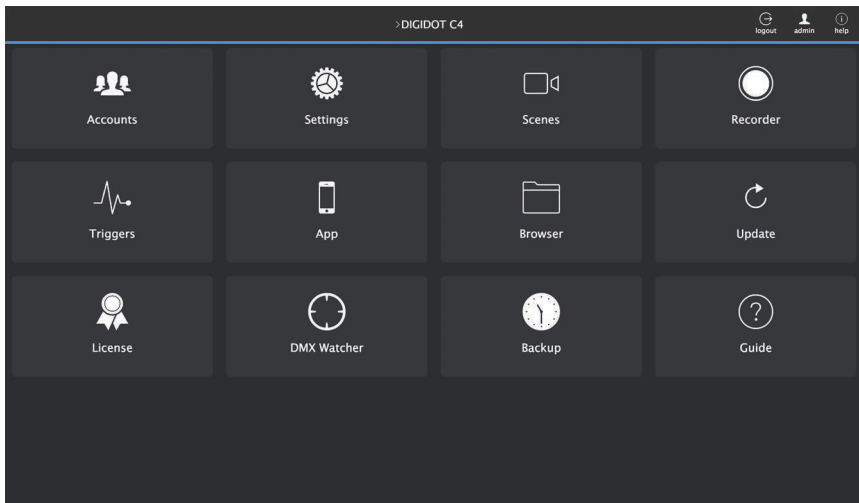 >DIGIDOT C4
logout admin help
Accounts Settings Scenes Recorder
Triggers App Browser Update
License DMX Watcher Backup Guide